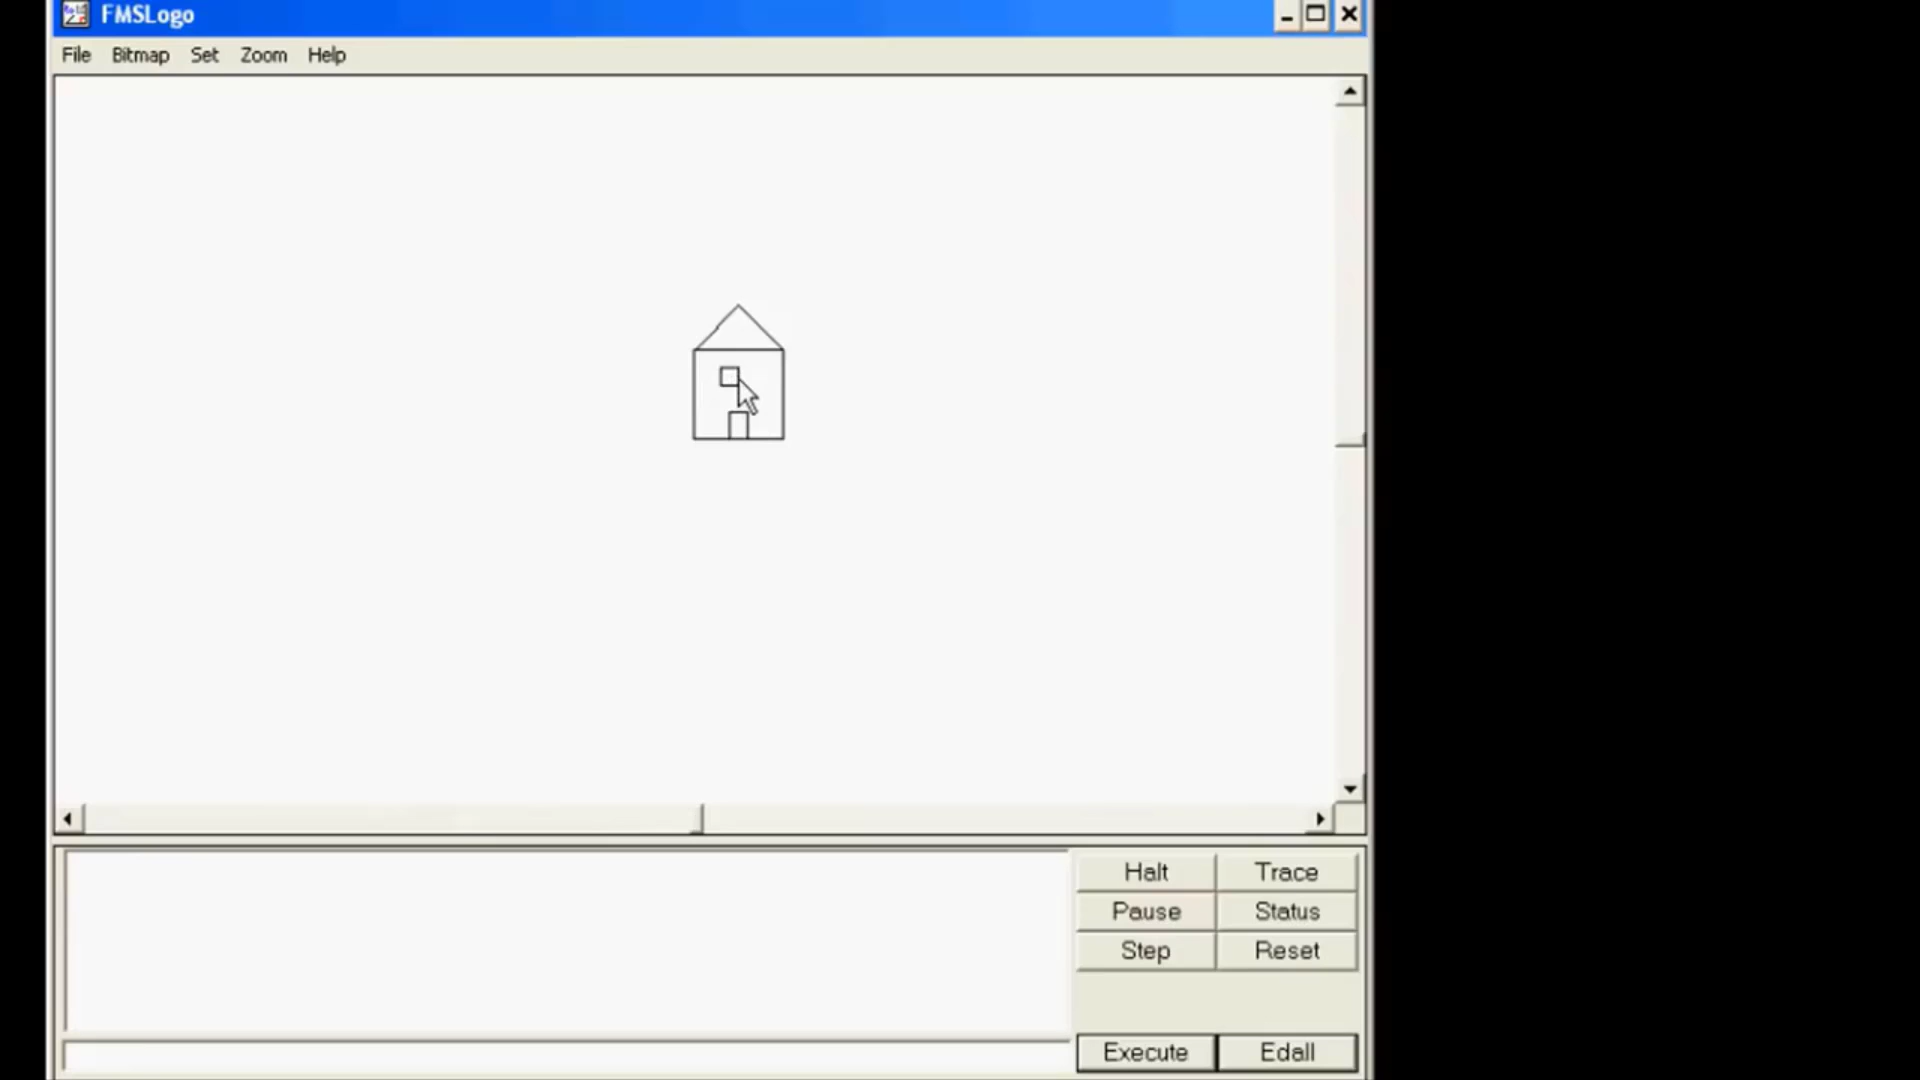 FMSLogo
File Bitmap Set Zoom Help
Halt Trace
Pause Status
Step Reset
Execute Edall